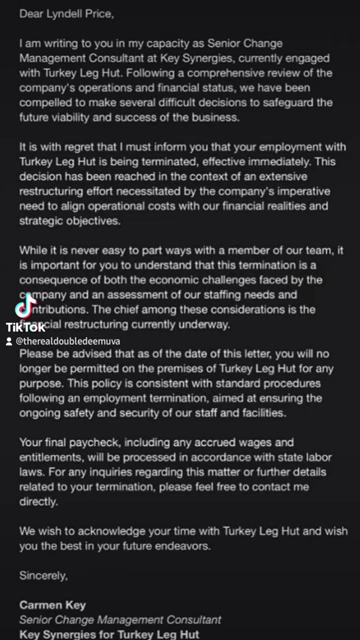 Dear Lyndell Price,
I am writing to you in my capacity as Senior Change
Management Consultant at Key Synergies, currently engaged
with Turkey Leg Hut. Following a comprehensive review of the
company's operations and financial status, we have been
compelled to make several difficult decisions to safeguard the
future viability and success of the business.
It is with regret that I must inform you that your employment with
Turkey Leg Hut is being terminated, effective immediately. This
decision has been reached in the context of an extensive
restructuring effort necessitated by the company's imperative
need to align operational costs with our financial realities and
strategic objectives.
While it is never easy to part ways with a member of our team, it
is important for you to understand that this termination is a
consequence of both the economic challenges faced by the
company and an assessment of our staffing needs and
contributions. The chief among these considerations is the
financial restructuring currently underway.
TikTok
@therealdoubledeemuva
Please be advised that as of the date of this letter, you will no
longer be permitted on the premises of Turkey Leg Hut for any
purpose. This policy is consistent with standard procedures
following an employment termination, aimed at ensuring the
ongoing safety and security of our staff and facilities.
Your final paycheck, including any accrued wages and
entitlements, will be processed in accordance with state labor
laws. For any inquiries regarding this matter or further details
related to your termination, please feel free to contact me
directly.
We wish to acknowledge your time with Turkey Leg Hut and wish
you the best in your future endeavors.
Sincerely,
Carmen Key
Senior Change Management Consultant
Key Synergies for Turkey Leg Hut